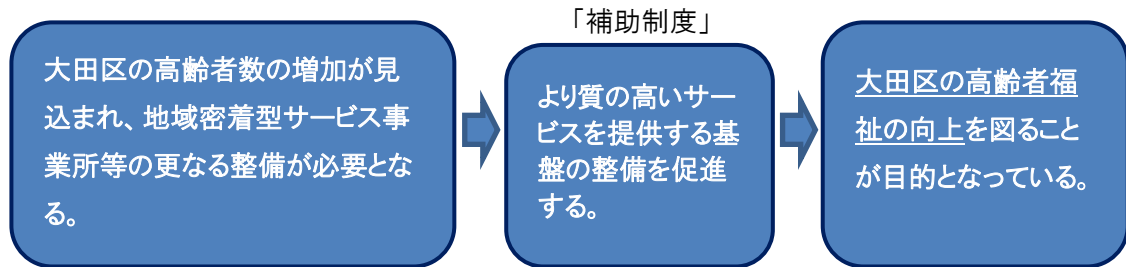 「補助制度」
大田区の高齢者数の増加が見
込まれ、地域密着型サービス事
業所等の更なる整備が必要とな
る。
より質の高いサー
ビスを提供する基
盤の整備を促進
する。
大田区の高齢者福
祉の向上を図ること
が目的となっている。